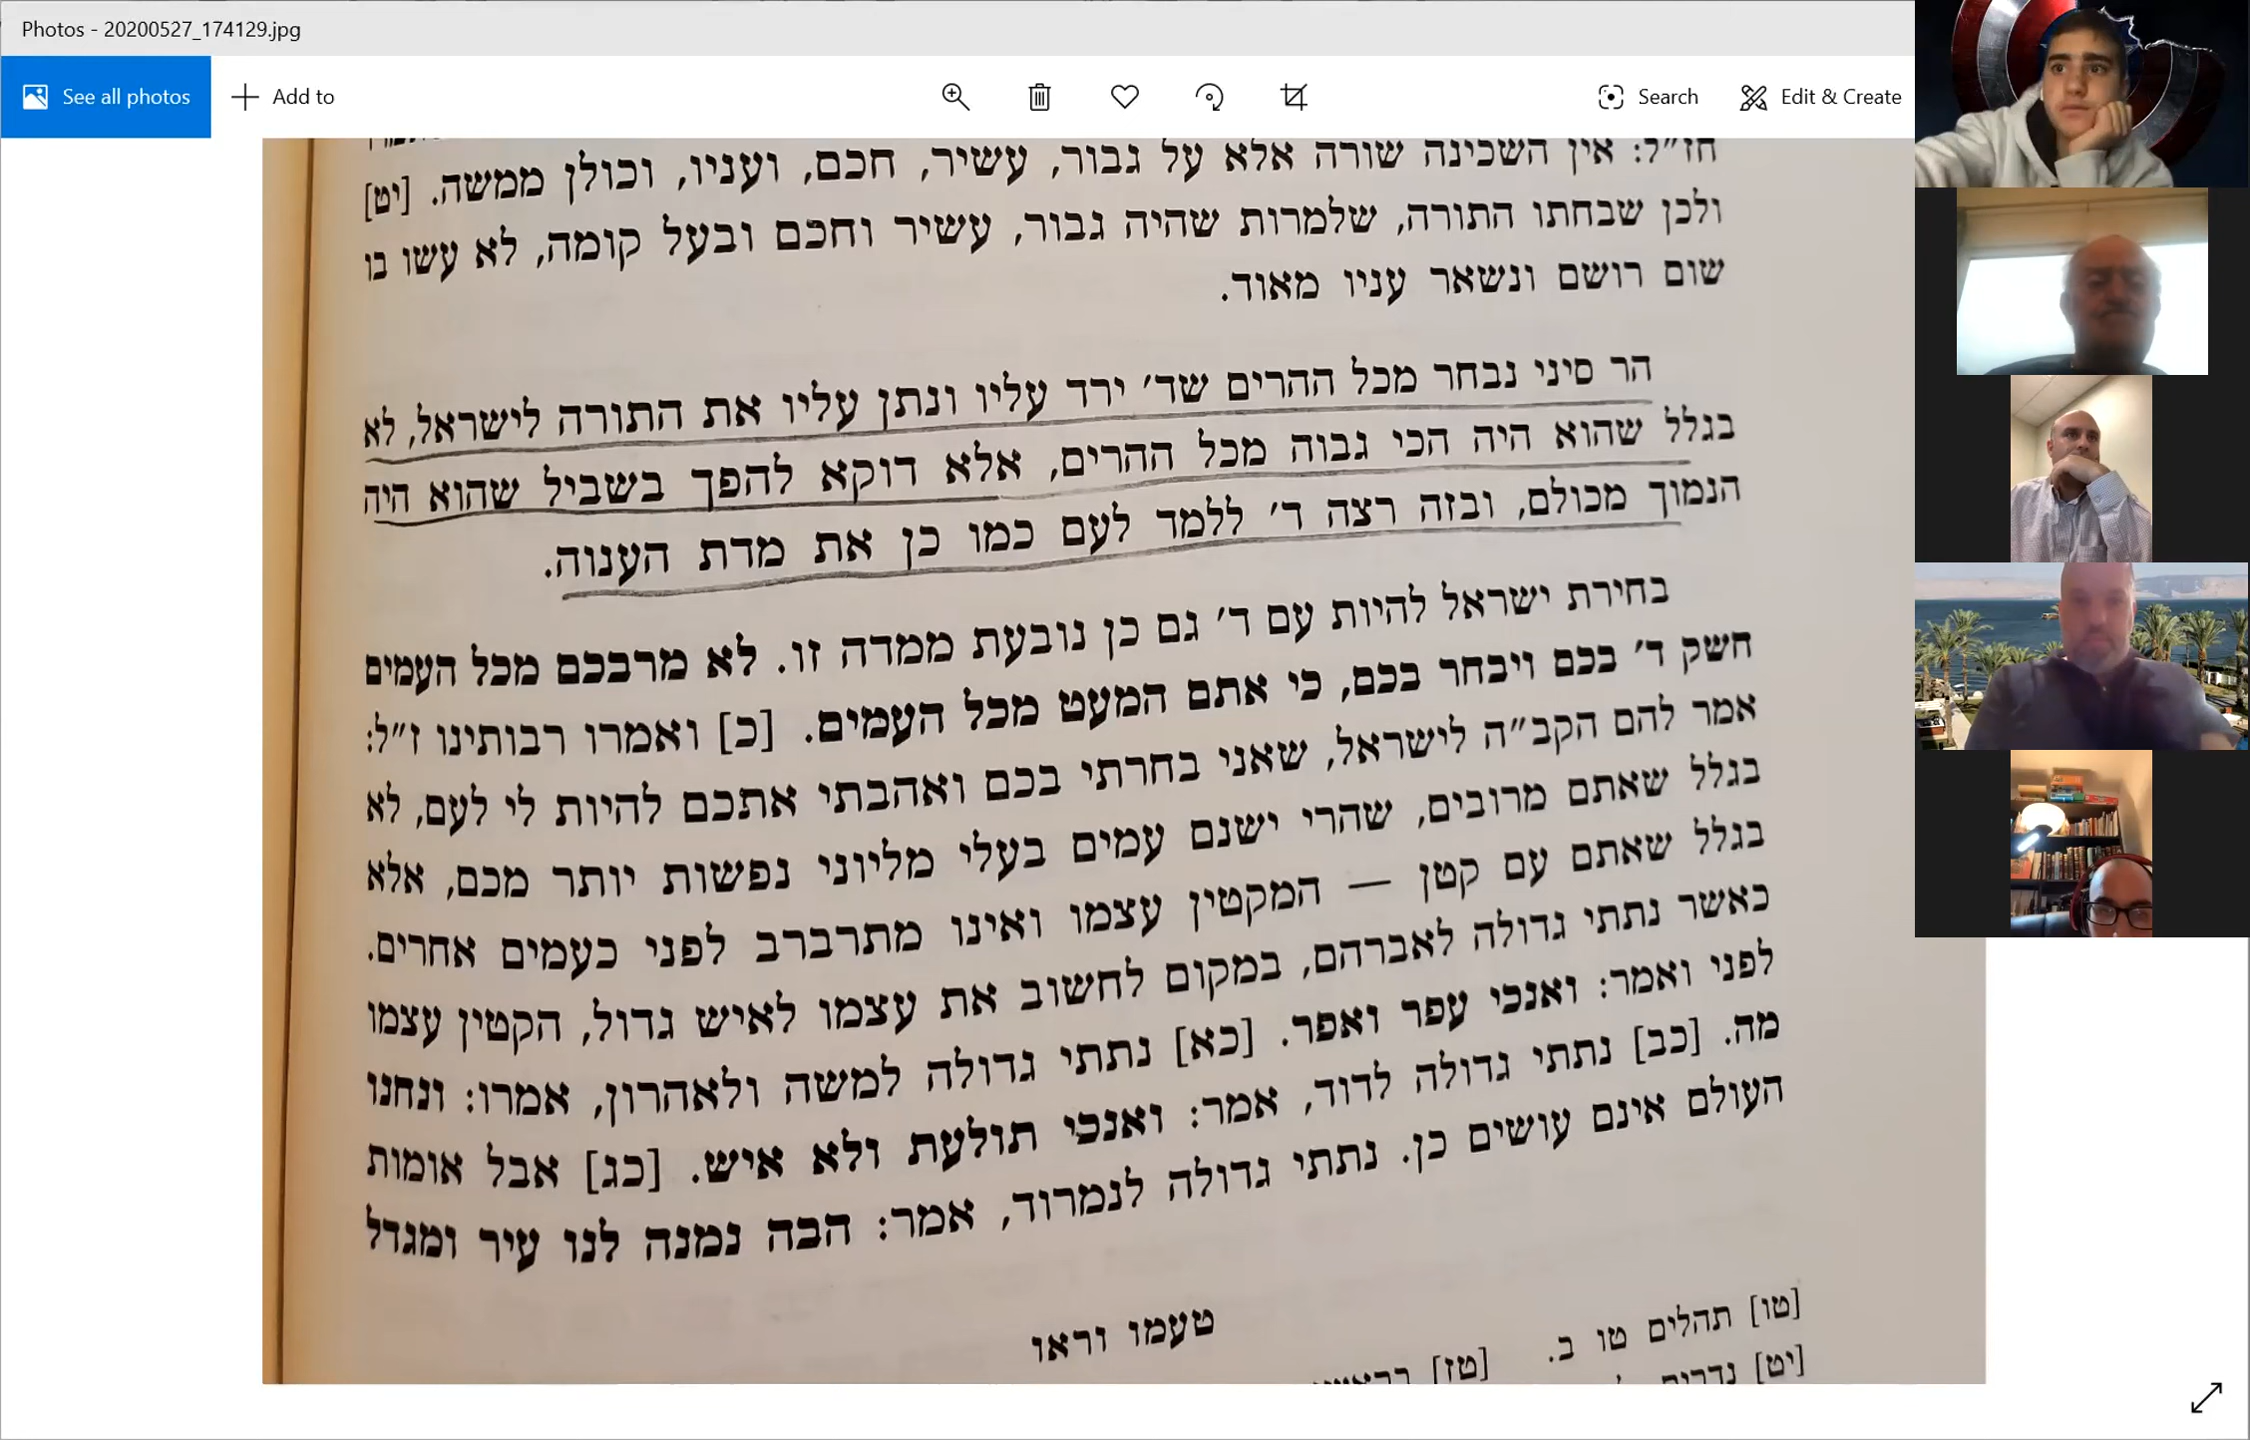 Photos - 20200527_174129.jpg
See all photos
Add to
Search
Edit & Create
חז״ל: אין השכינה שורה אלא על גבור, עשיר, חכם, ועניו, וכולן ממשה. [יט]
ולכן שבחתו התורה, שלמרות שהיה גבור, עשיר וחכם ובעל קומה, לא עשו בו
שום רושם ונשאר עניו מאוד.
הר סיני נבחר מכל ההרים שד׳ ירד עליו ונתן עליו את התורה לישראל, לא
בגלל שהוא היה הכי גבוה מכל ההרים, אלא דוקא להפך בשביל שהוא היה
הנמוך מכולם, ובזה רצה ד׳ ללמד לעם כמו כן את מדת הענוה.
בחירת ישראל להיות עם ד׳ גם כן נובעת ממדה זו. לא מרבכם מכל העמים
חשק ד׳ בכם ויבחר בכם, כי אתם המעט מכל העמים. [כ] ואמרו רבותינו ז״ל:
אמר להם הקב״ה לישראל, שאני בחרתי בכם ואהבתי אתכם להיות לי לעם, לא
בגלל שאתם מרובים, שהרי ישנם עמים בעלי מליוני נפשות יותר מכם, אלא
בגלל שאתם עם קטן — המקטין עצמו ואינו מתרברב לפני כעמים אחרים.
כאשר נתתי גדולה לאברהם, במקום לחשוב את עצמו לאיש גדול, הקטין עצמו
לפני ואמר: ואנכי עפר ואפר. [כא] נתתי גדולה למשה ולאהרון, אמרו: ונחנו
מה. [כב] נתתי גדולה לדוד, אמר: ואנכי תולעת ולא איש. [כג] אבל אומות
העולם אינם עושים כן. נתתי גדולה לנמרוד, אמר: הבה נמנה לנו עיר ומגדל
טעמו וראו
[טו] תהלים טו ב. [טז]
[יט] נדרים